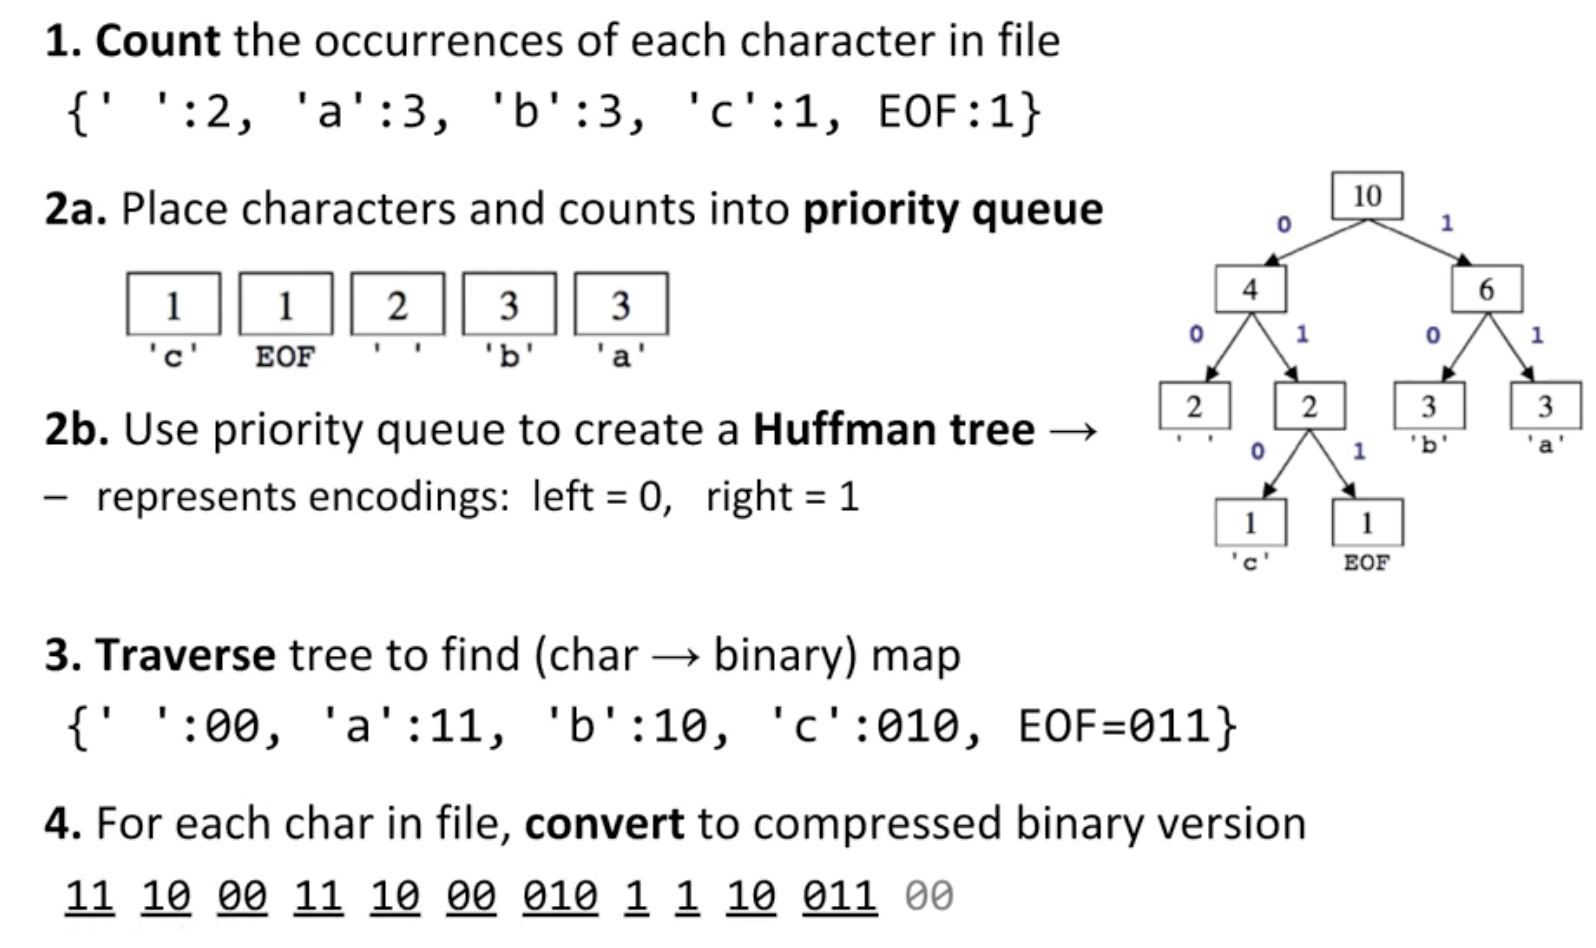 1. Count the occurrences of each character in file
{' ':2, 'a':3, 'b':3, 'c':1, EOF:1}
2a. Place characters and counts into priority queue
1 1 2 3 3
'c' EOF ' ' 'b' 'a'
2b. Use priority queue to create a Huffman tree →
– represents encodings: left = 0, right = 1
10
0 1
4 6
0 1 0 1
2 2 3 3
' ' 'b' 'a'
0 1
1 1
'c' EOF
3. Traverse tree to find (char → binary) map
{' ':00, 'a':11, 'b':10, 'c':010, EOF=011}
4. For each char in file, convert to compressed binary version
11 10 00 11 10 00 010 1 1 10 011 00